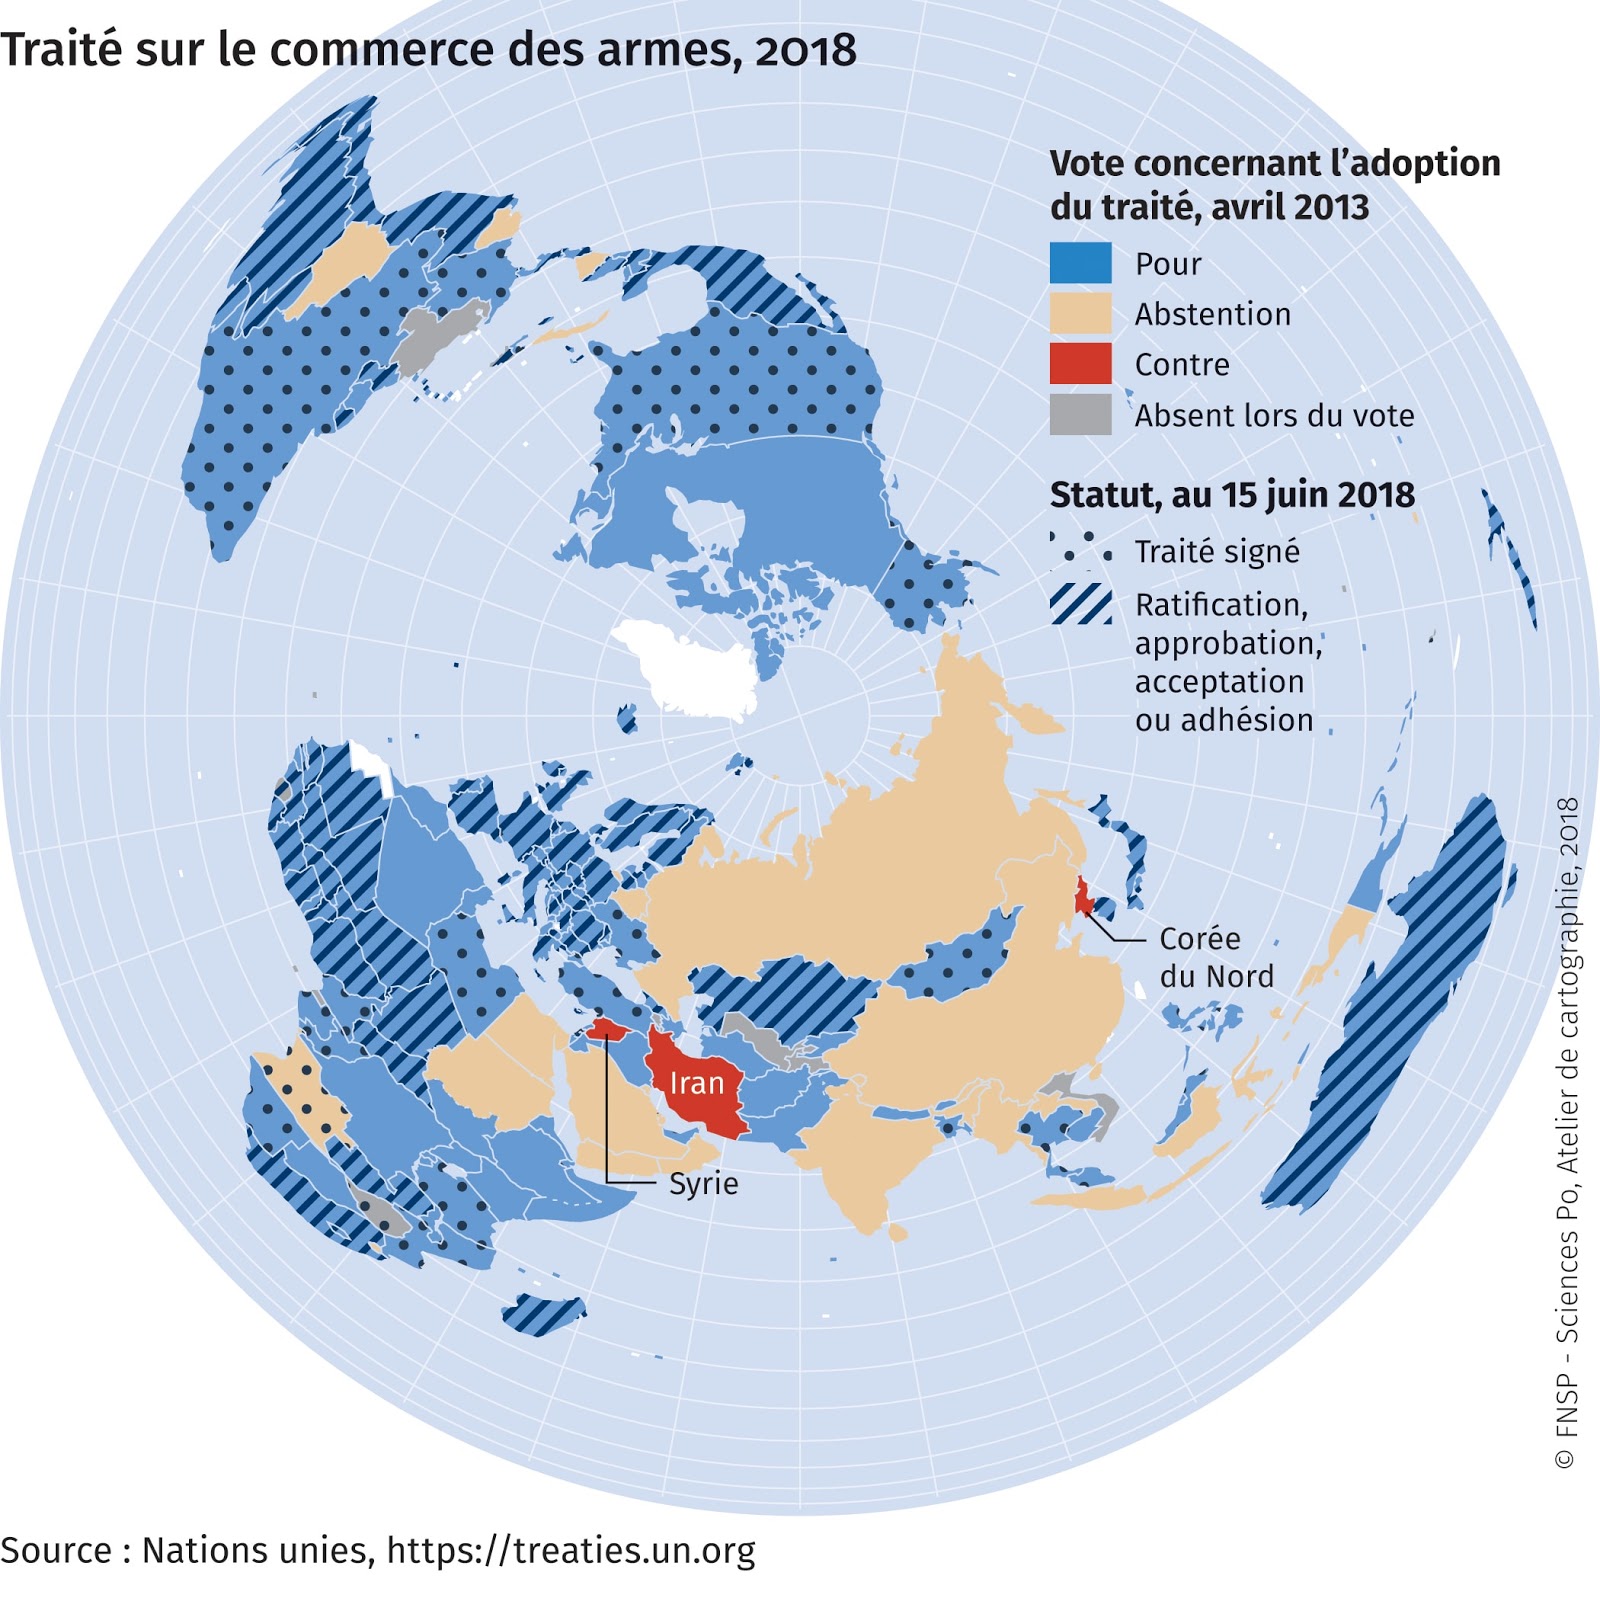 Traité sur le commerce des armes, 2018
Vote concernant l’adoption
du traité, avril 2013
Pour
Abstention
Contre
Absent lors du vote
Statut, au 15 juin 2018
Traité signé
Ratification,
approbation,
acceptation
ou adhésion
Corée
du Nord
Iran
Syrie
© FNSP - Sciences Po, Atelier de cartographie, 2018
Source : Nations unies, https://treaties.un.org